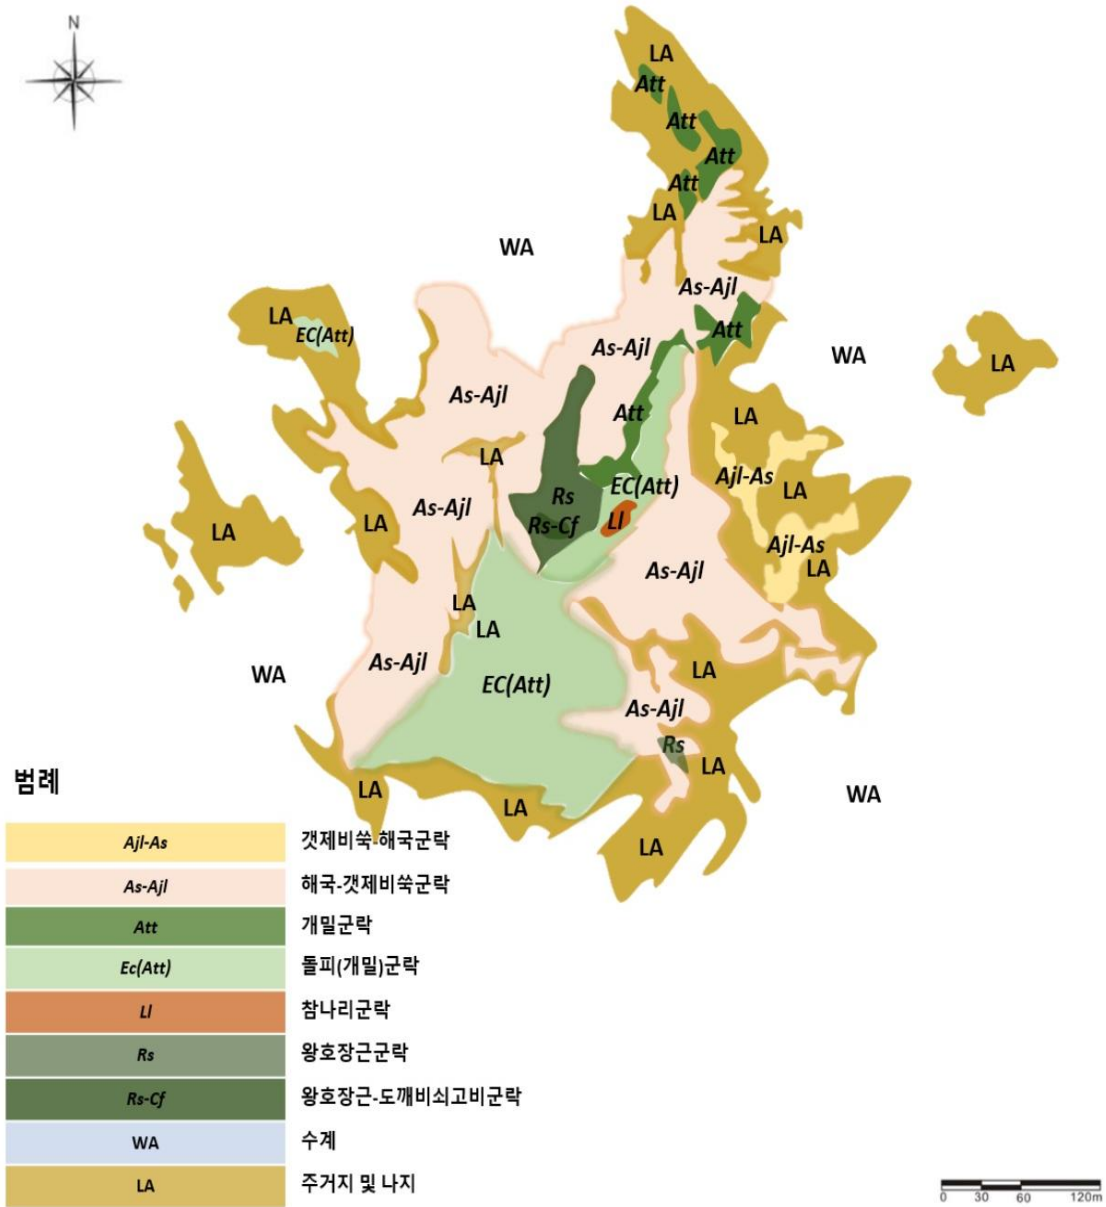 N
LA
Att
Att
Att
Att
LA
LA
WA
As-Ajl
LA
EC(Att)
Att
As-Ajl
WA
LA
As-Ajl
Att
LA
LA
Ajl-As
EC(Att)
LA
Rs
As-Ajl
LA
Rs-Cf
Ll
LA
Ajl-As
LA
As-Ajl
LA
LA
As-Ajl
WA
LA
EC(Att)
As-Ajl
Rs
LA
LA
WA
LA
LA
범례
Ajl-As 갯제비쑥-해국군락
As-Ajl 해국-갯제비쑥군락
Att 개밀군락
Ec(Att) 돌피(개밀)군락
Ll 참나리군락
Rs 왕호장근군락
Rs-Cf 왕호장근-도깨비쇠고비군락
WA 수계
LA 주거지 및 나지
0 30 60 120m